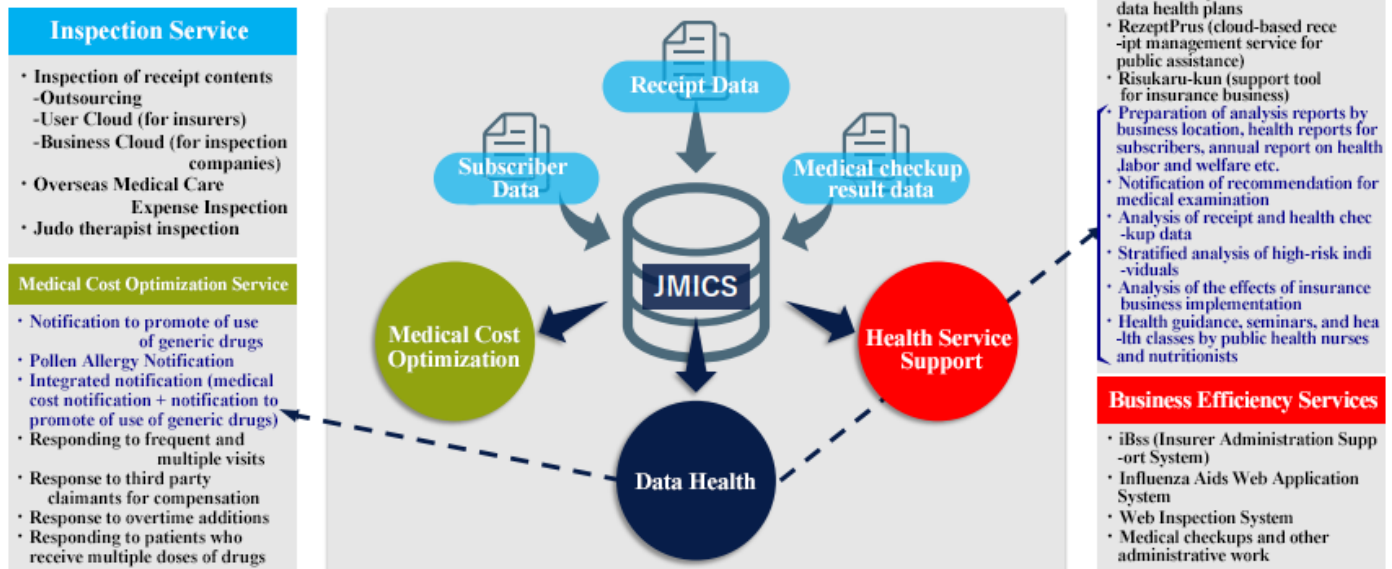 Inspection Service
・Inspection of receipt contents
-Outsourcing
-User Cloud (for insurers)
-Business Cloud (for inspection
companies)
・Overseas Medical Care
Expense Inspection
・Judo therapist inspection
Medical Cost Optimization Service
・Notification to promote of use
of generic drugs
・Pollen Allergy Notification
・Integrated notification (medical
cost notification + notification to
promote of use of generic drugs)
・Responding to frequent and
multiple visits
・Response to third party
claimants for compensation
・Response to overtime additions
・Responding to patients who
receive multiple doses of drugs
Receipt Data
Subscriber
Data
Medical checkup
result data
JMICS
Medical Cost
Optimization
Health Service
Support
Data Health
data health plans
・RezeptPrus (cloud-based rece
-ipt management service for
public assistance)
・Risukaru-kun (support tool
for insurance business)
・Preparation of analysis reports by
business location, health reports for
subscribers, annual report on health
,labor and welfare etc.
・Notification of recommendation for
medical examination
・Analysis of receipt and health chec
-kup data
・Stratified analysis of high-risk indi
-viduals
・Analysis of the effects of insurance
business implementation
・Health guidance, seminars, and hea
-lth classes by public health nurses
and nutritionists
Business Efficiency Services
・iBss (Insurer Administration Supp
-ort System)
・Influenza Aids Web Application
System
・Web Inspection System
・Medical checkups and other
administrative work